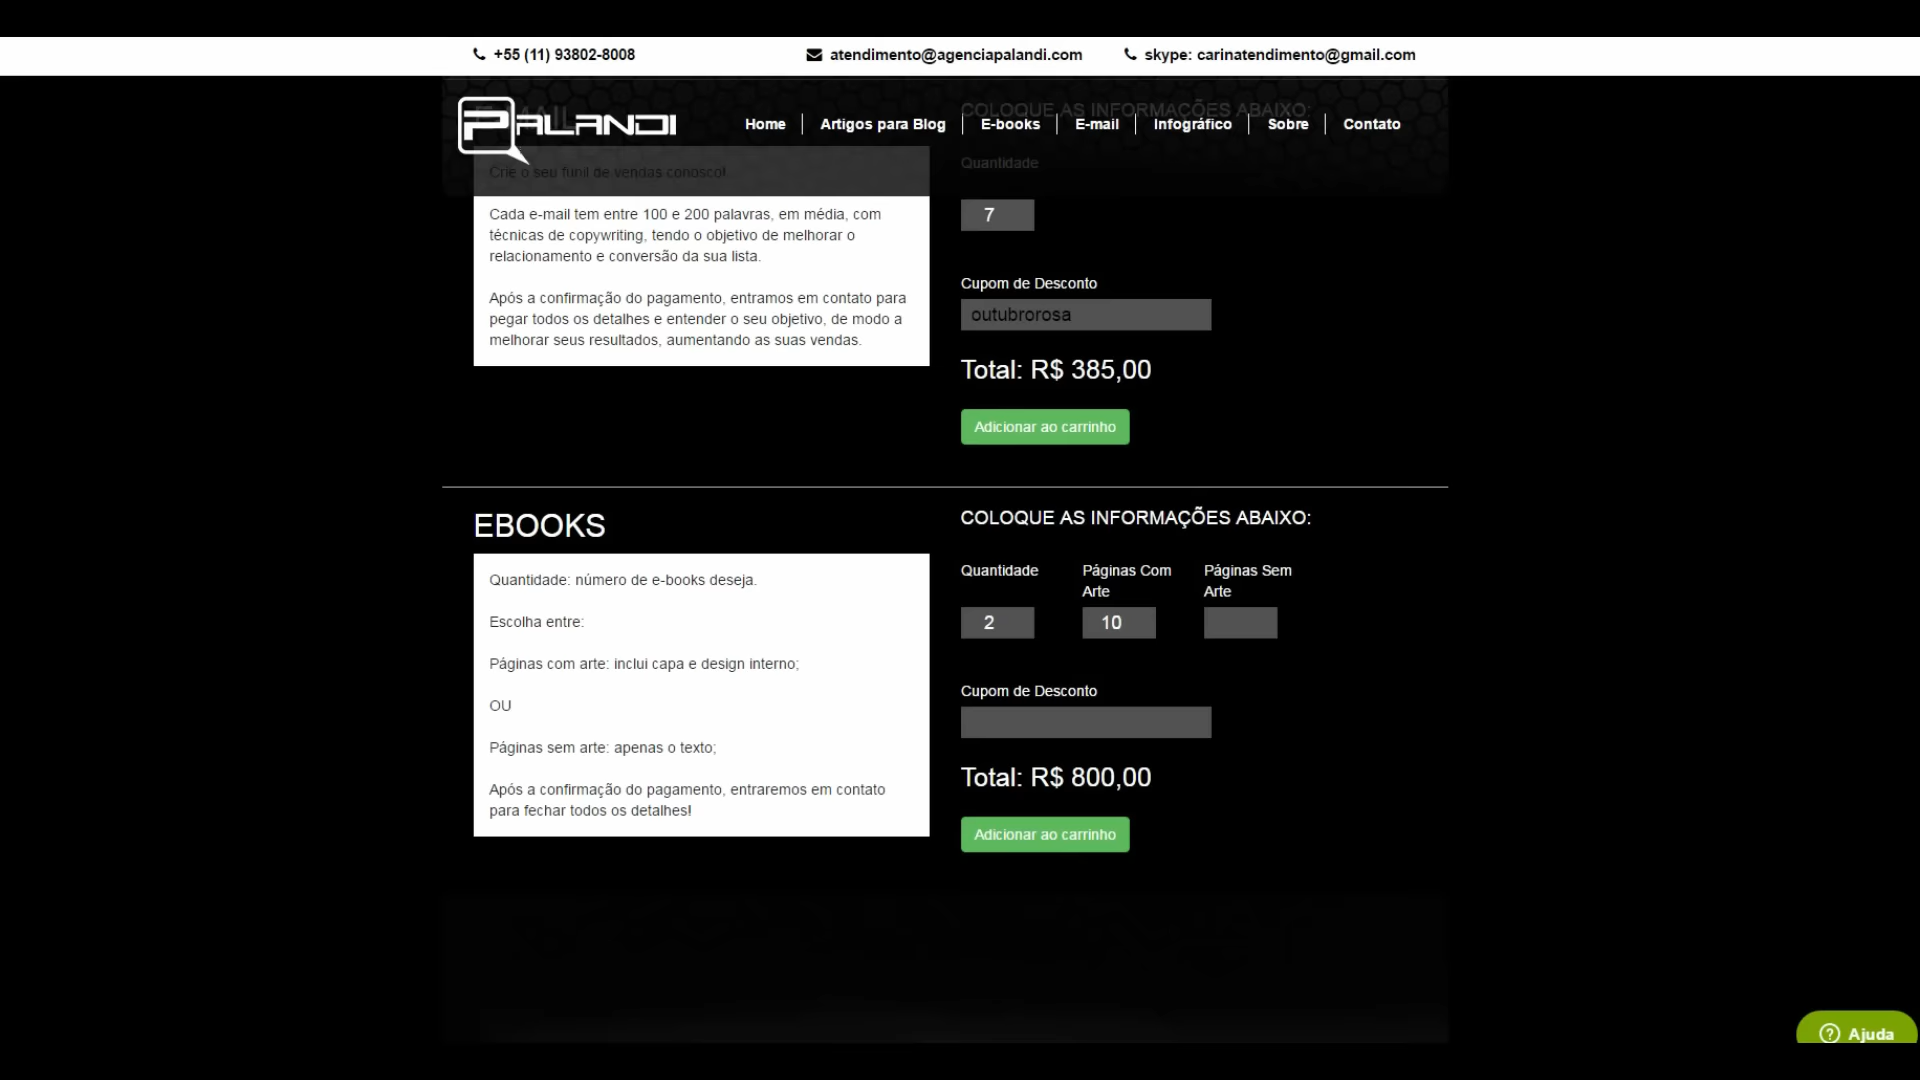 +55 (11) 93802-8008
atendimento@agenciapalandi.com
skype: carinatendimento@gmail.com
PALANDI
Home
Artigos para Blog
E-books
E-mail
Infográfico
Sobre
Contato
COLOQUE AS INFORMAÇÕES ABAIXO:
Crie o seu funil de vendas conosco!
Cada e-mail tem entre 100 e 200 palavras, em média, com
técnicas de copywriting, tendo o objetivo de melhorar o
relacionamento e conversão da sua lista.
Após a confirmação do pagamento, entramos em contato para
pegar todos os detalhes e entender o seu objetivo, de modo a
melhorar seus resultados, aumentando as suas vendas.
Quantidade
7
Cupom de Desconto
outubrorosa
Total: R$ 385,00
Adicionar ao carrinho
EBOOKS
Quantidade: número de e-books deseja.
Escolha entre:
Páginas com arte: inclui capa e design interno;
OU
Páginas sem arte: apenas o texto;
Após a confirmação do pagamento, entraremos em contato
para fechar todos os detalhes!
COLOQUE AS INFORMAÇÕES ABAIXO:
Quantidade
Páginas Com
Arte
Páginas Sem
Arte
2
10
Cupom de Desconto
Total: R$ 800,00
Adicionar ao carrinho
Ajuda